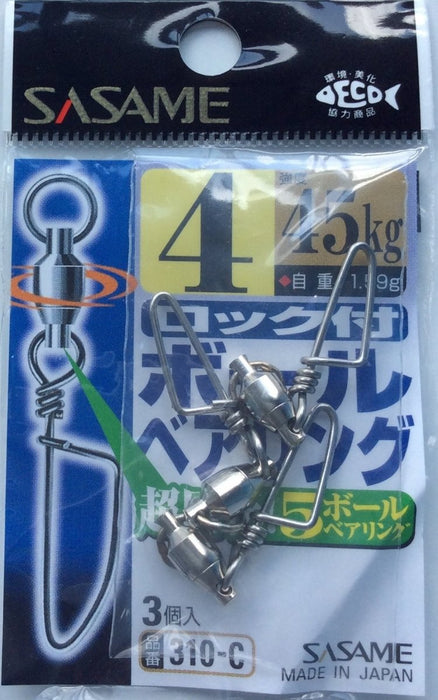 環境・美化
DECO
協力商品
SASAME
4
強度
45kg
◆自重 1.59g
ロック付
ボール
ベアリング
超
5ボール
ベアリング
3個入
品番 310-C
SASAME
MADE IN JAPAN